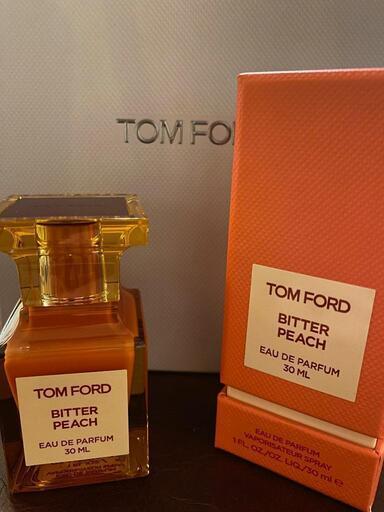 TOM FO
TOM FORD
BITTER
PEACH
EAU DE PARFUM
30 ML
EAU DE PARFUM
VAPORISATEUR SPRAY
1 FL. OZ./OZ. LIQ./30 ml e
TOM FORD
BITTER
PEACH
EAU DE PARFUM
30 ML